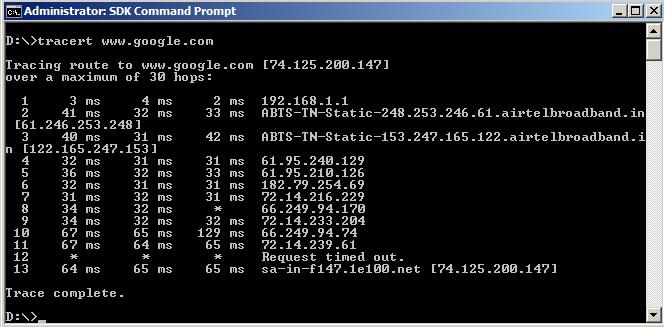 Administrator: SDK Command Prompt
D:\>tracert www.google.com
Tracing route to www.google.com [74.125.200.147]
over a maximum of 30 hops:
1 3 ms 4 ms 2 ms 192.168.1.1
2 41 ms 32 ms 33 ms ABTS-TN-Static-248.253.246.61.airtelbroadband.in
[61.246.253.248]
3 40 ms 31 ms 42 ms ABTS-TN-Static-153.247.165.122.airtelbroadband.i
n [122.165.247.153]
4 32 ms 31 ms 31 ms 61.95.240.129
5 36 ms 32 ms 33 ms 61.95.210.126
6 32 ms 31 ms 31 ms 182.79.254.69
7 31 ms 32 ms 31 ms 72.14.216.229
8 34 ms 32 ms * 66.249.94.170
9 34 ms 32 ms 32 ms 72.14.233.204
10 67 ms 65 ms 129 ms 66.249.94.74
11 67 ms 64 ms 65 ms 72.14.239.61
12 * * * Request timed out.
13 64 ms 65 ms 65 ms sa-in-f147.1e100.net [74.125.200.147]
Trace complete.
D:\>_